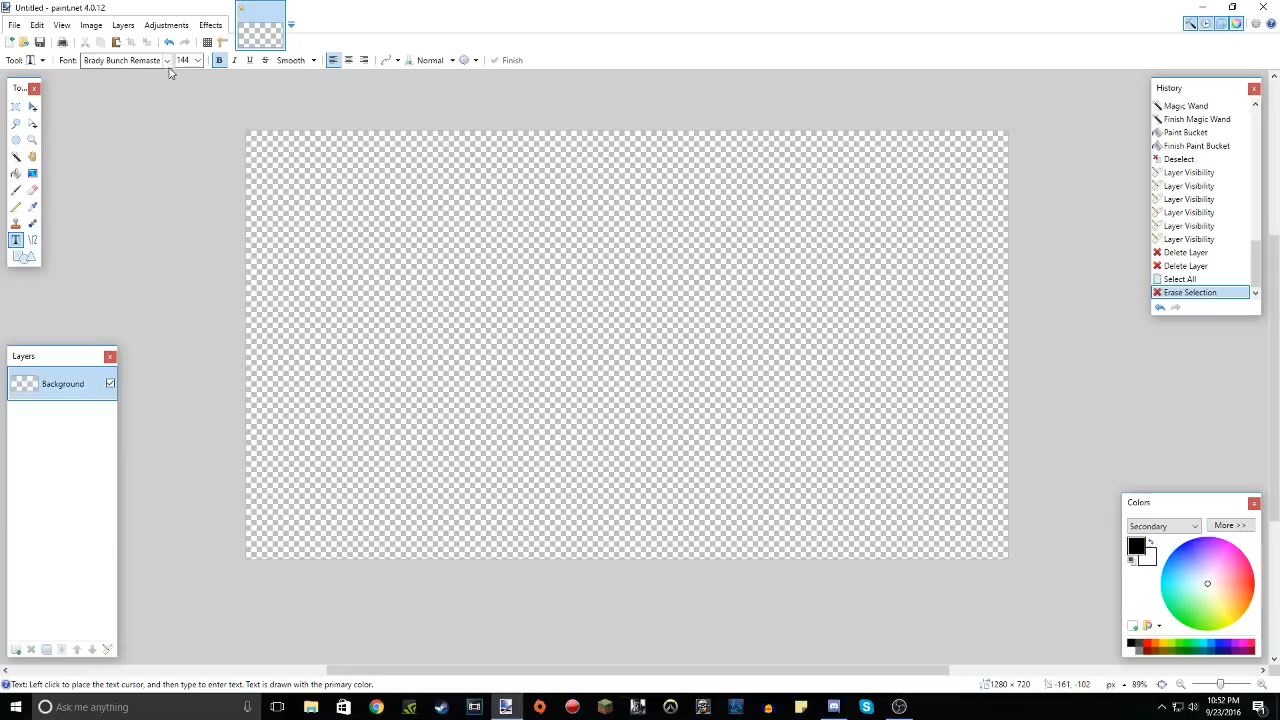 Untitled - paint.net 4.0.12
File Edit View Image Layers Adjustments Effects
Tool: Font: Brady Bunch Remaste 144 B I U S Smooth Normal Finish
To...
History
Magic Wand
Finish Magic Wand
Paint Bucket
Finish Paint Bucket
Deselect
Layer Visibility
Layer Visibility
Layer Visibility
Layer Visibility
Layer Visibility
Layer Visibility
Delete Layer
Delete Layer
Select All
Erase Selection
Layers
Background
Colors
Secondary More >>
Text: Left click to place the text cursor, and then type to enter text. Text is drawn with the primary color. 1280 × 720 -161, -102 px 89%
Ask me anything
10:52 PM
9/23/2016